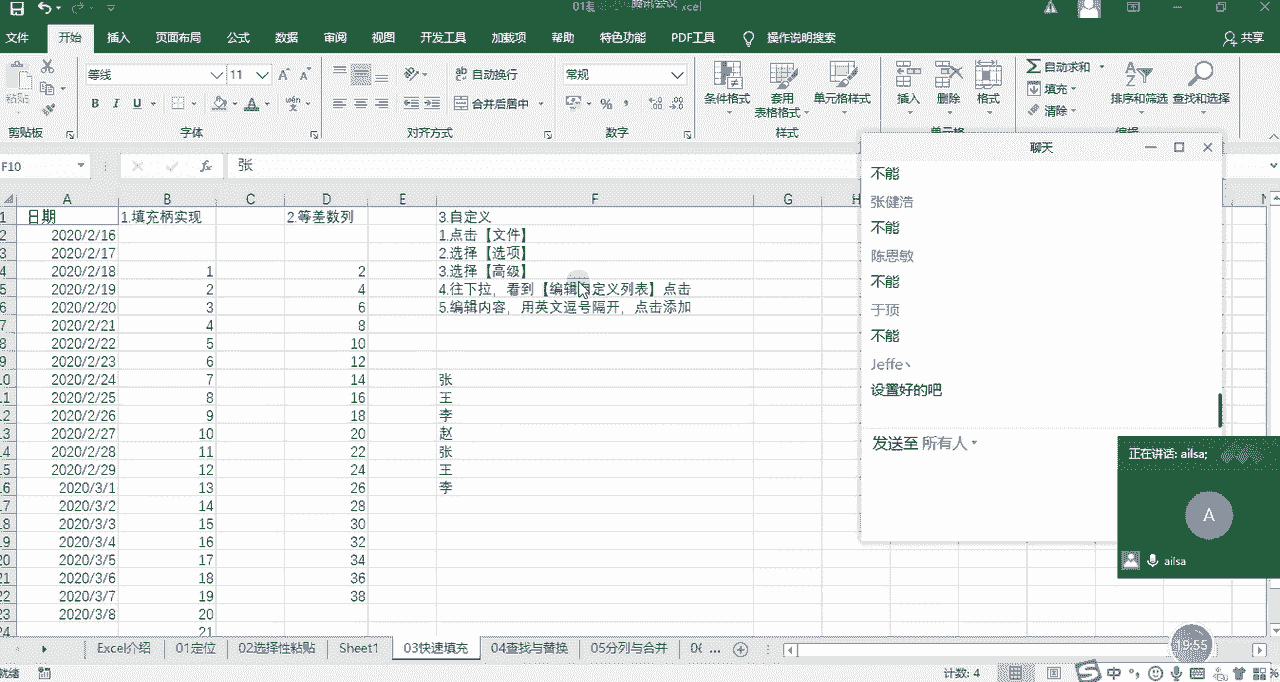 腾讯会议
xcel
文件 开始 插入 页面布局 公式 数据 审阅 视图 开发工具 加载项 帮助 特色功能 PDF工具 操作说明搜索 共享
粘贴 等线 11 自动换行 常规 条件格式 套用 表格格式 单元格样式 插入 删除 格式 自动求和 填充 清除 排序和筛选 查找和选择
B I U 合并后居中
剪贴板 字体 对齐方式 数字 样式 单元格 编辑
F10 fx 张
A B C D E F G H
1 日期 1.填充柄实现 2.等差数列 3.自定义
2 2020/2/16 1.点击【文件】
3 2020/2/17 2.选择【选项】
4 2020/2/18 1 2 3.选择【高级】
5 2020/2/19 2 4 4.往下拉，看到【编辑自定义列表】点击
6 2020/2/20 3 6 5.编辑内容，用英文逗号隔开，点击添加
7 2020/2/21 4 8
8 2020/2/22 5 10
9 2020/2/23 6 12
10 2020/2/24 7 14 张
11 2020/2/25 8 16 王
12 2020/2/26 9 18 李
13 2020/2/27 10 20 赵
14 2020/2/28 11 22 张
15 2020/2/29 12 24 王
16 2020/3/1 13 26 李
17 2020/3/2 14 28
18 2020/3/3 15 30
19 2020/3/4 16 32
20 2020/3/5 17 34
21 2020/3/6 18 36
22 2020/3/7 19 38
23 2020/3/8 20
24 21
聊天
不能
张健浩
不能
陈恩敏
不能
于顶
不能
Jeffe丶
设置好的吧
发送至 所有人
正在讲话: ailsa;
A
ailsa
19:55
Excel介绍 01定位 02选择性粘贴 Sheet1 03快速填充 04查找与替换 05分列与合并
就绪 计数: 4 中